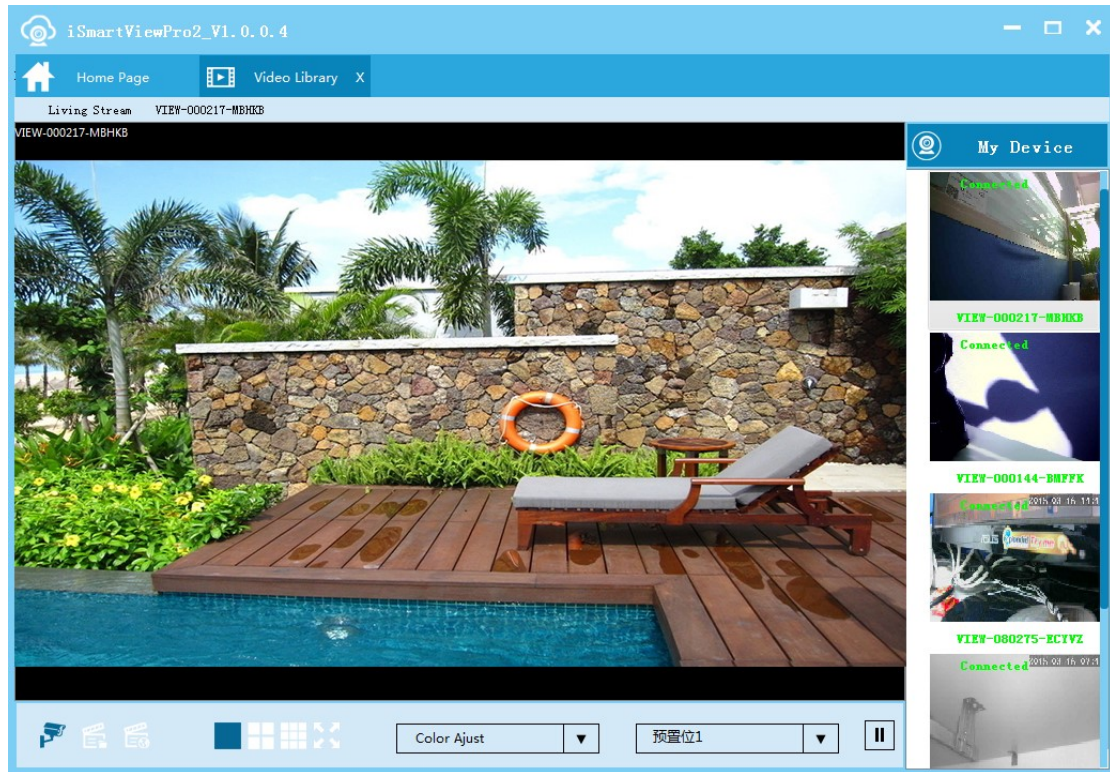 iSmartViewPro2_V1.0.0.4
Home Page
Video Library X
Living Stream VIEW-000217-MBHKB
VIEW-000217-MBHKB
My Device
Connected
VIEW-000217-MBHKB
Connected
VIEW-000144-BMFFK
Connected
VIEW-080275-ECYVZ
Connected
Color Ajust
预置位1